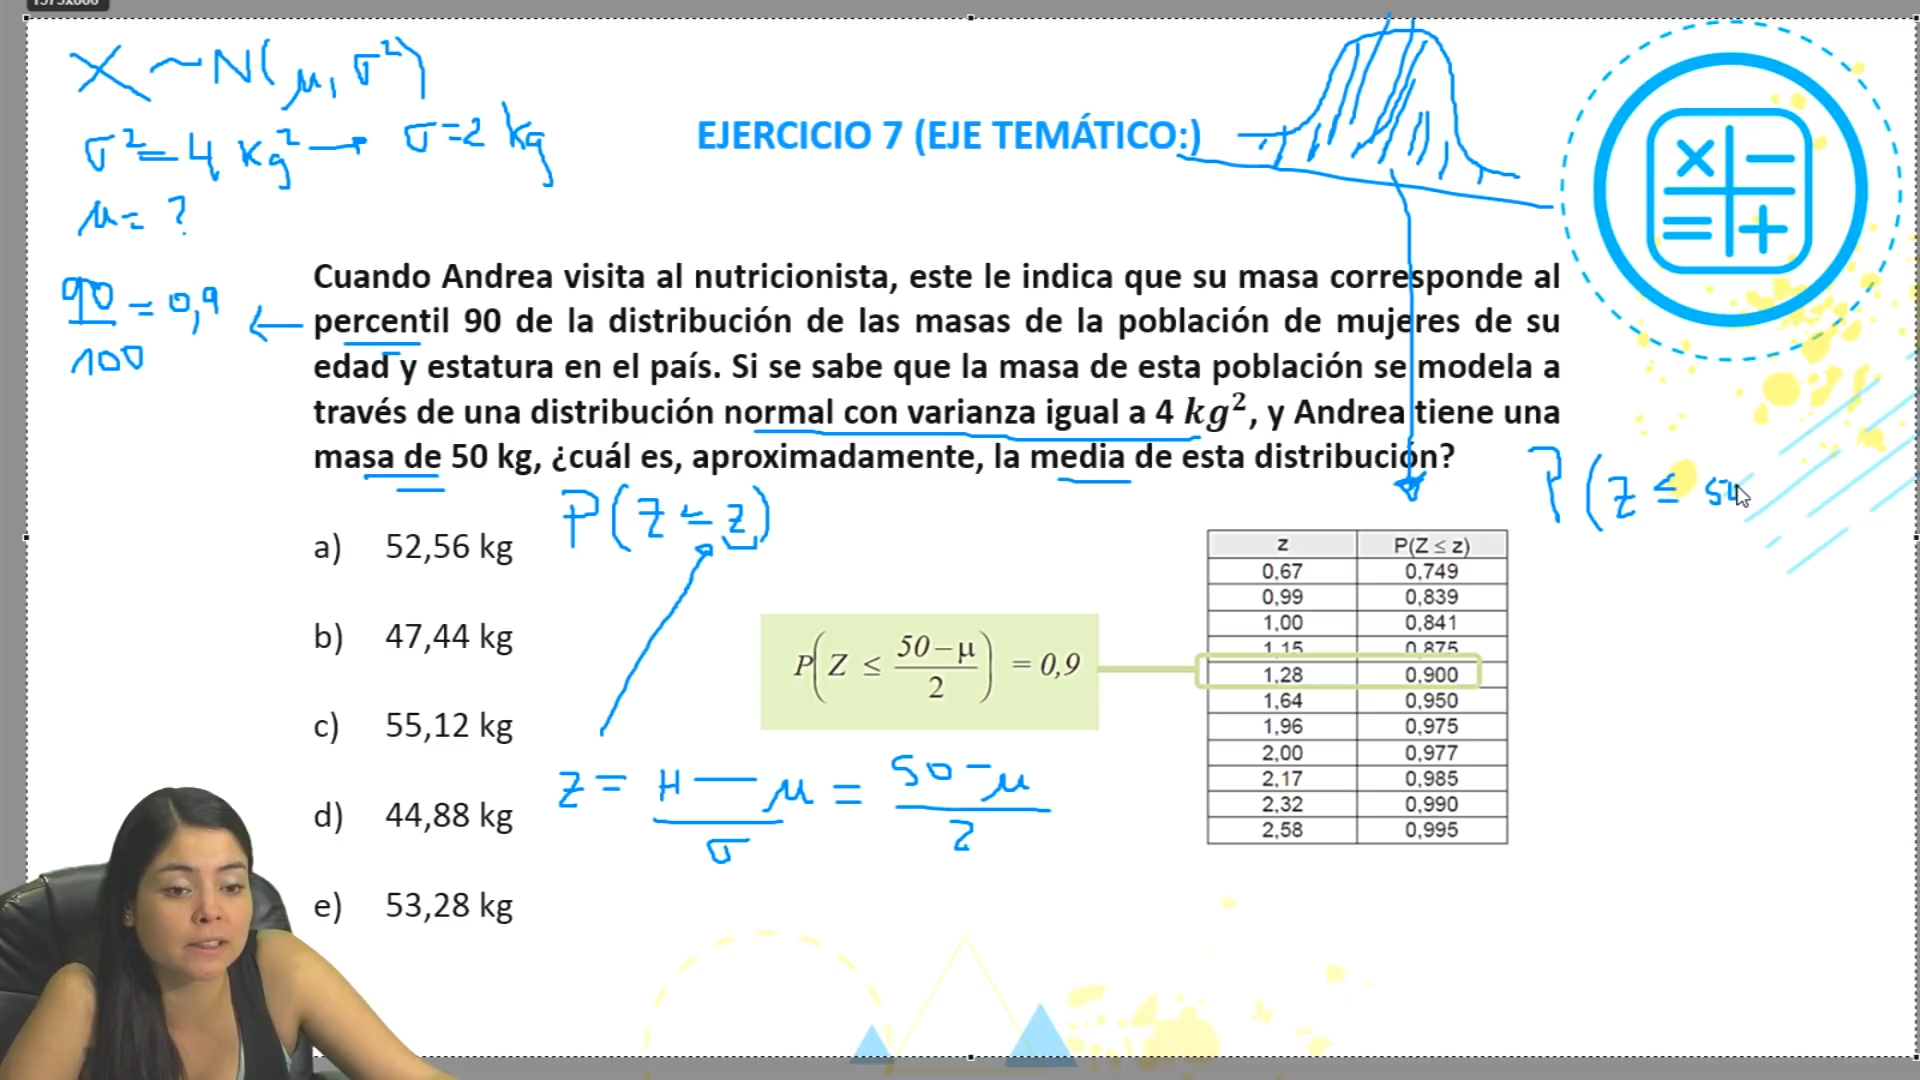 X ~ N(μ, σ²)
σ² = 4 kg² → σ = 2 kg
μ = ?
90/100 = 0,9
EJERCICIO 7 (EJE TEMÁTICO:)
Cuando Andrea visita al nutricionista, este le indica que su masa corresponde al
percentil 90 de la distribución de las masas de la población de mujeres de su
edad y estatura en el país. Si se sabe que la masa de esta población se modela a
través de una distribución normal con varianza igual a 4 kg², y Andrea tiene una
masa de 50 kg, ¿cuál es, aproximadamente, la media de esta distribución?
P(Z ≤ z)
P(Z ≤ 50
a) 52,56 kg
b) 47,44 kg
c) 55,12 kg
d) 44,88 kg
e) 53,28 kg
P(Z ≤ (50−μ)/2) = 0,9
z = (H − μ)/σ = (50−μ)/2
z P(Z ≤ z)
0,67 0,749
0,99 0,839
1,00 0,841
1,15 0,875
1,28 0,900
1,64 0,950
1,96 0,975
2,00 0,977
2,17 0,985
2,32 0,990
2,58 0,995